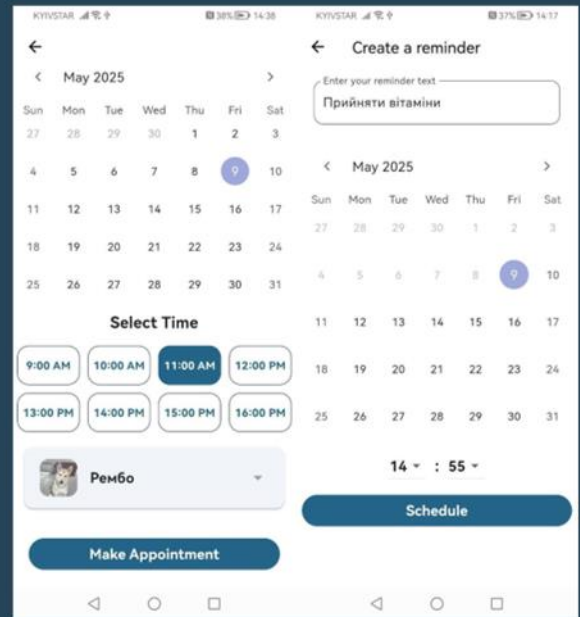 KYIVSTAR 38% 14:38
May 2025
Sun Mon Tue Wed Thu Fri Sat
27 28 29 30 1 2 3
4 5 6 7 8 9 10
11 12 13 14 15 16 17
18 19 20 21 22 23 24
25 26 27 28 29 30 31
Select Time
9:00 AM 10:00 AM 11:00 AM 12:00 PM
13:00 PM 14:00 PM 15:00 PM 16:00 PM
Рембо
Make Appointment
KYIVSTAR 37% 14:17
Create a reminder
Enter your reminder text
Прийняти вітаміни
May 2025
Sun Mon Tue Wed Thu Fri Sat
27 28 29 30 1 2 3
4 5 6 7 8 9 10
11 12 13 14 15 16 17
18 19 20 21 22 23 24
25 26 27 28 29 30 31
14 : 55
Schedule